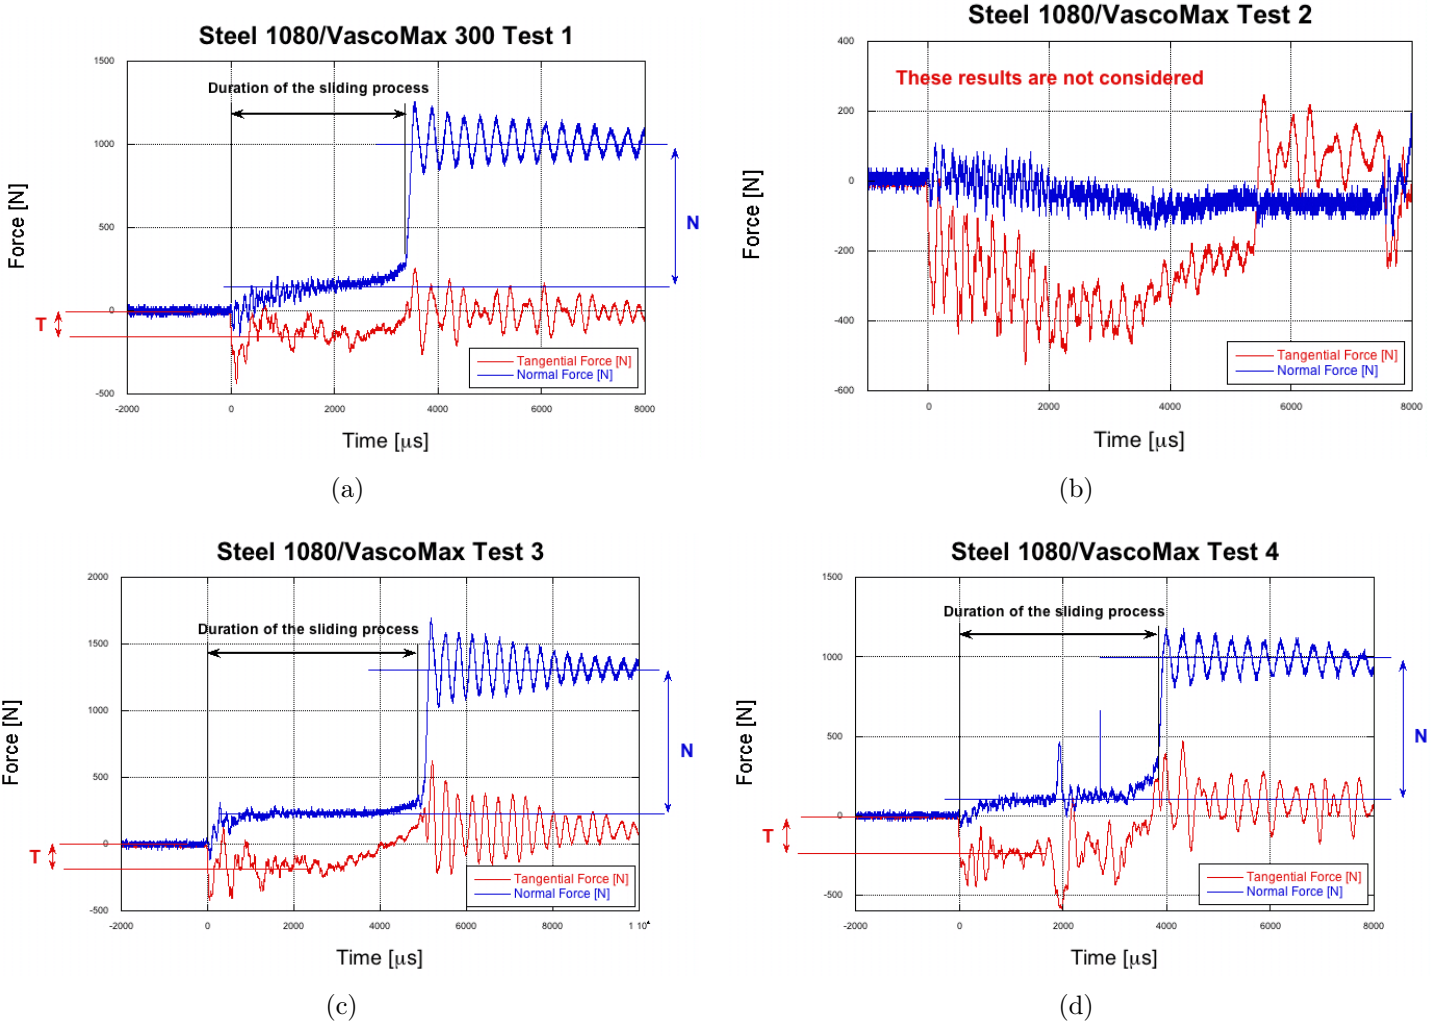 Steel 1080/VascoMax 300 Test 1
1500
1000
500
0
-500
Force [N]
Duration of the sliding process
N
T
Tangential Force [N]
Normal Force [N]
-2000 0 2000 4000 6000 8000
Time [μs]
(a)
Steel 1080/VascoMax Test 2
400
200
0
-200
-400
-600
Force [N]
These results are not considered
Tangential Force [N]
Normal Force [N]
0 2000 4000 6000 8000
Time [μs]
(b)
Steel 1080/VascoMax Test 3
2000
1500
1000
500
0
-500
Force [N]
Duration of the sliding process
N
T
Tangential Force [N]
Normal Force [N]
-2000 0 2000 4000 6000 8000 1 10⁴
Time [μs]
(c)
Steel 1080/VascoMax Test 4
1500
1000
500
0
-500
Force [N]
Duration of the sliding process
N
T
Tangential Force [N]
Normal Force [N]
-2000 0 2000 4000 6000 8000
Time [μs]
(d)